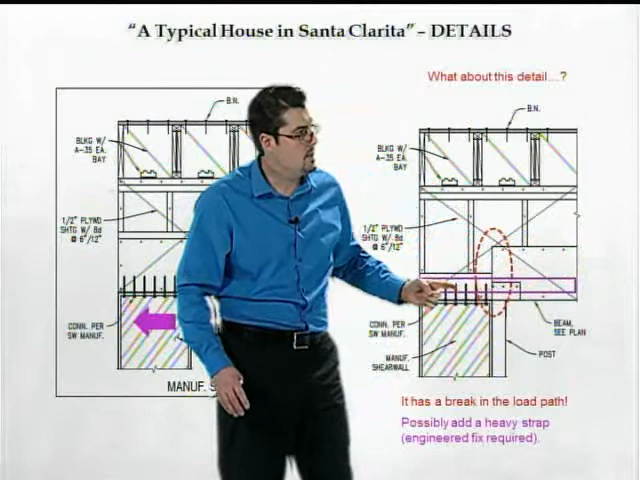 “A Typical House in Santa Clarita” – DETAILS
What about this detail...?
B.N.
BLKG W/
A-35 EA.
BAY
1/2" PLYWD
SHTG W/ 8d
@ 6"/12"
CONN. PER
SW MANUF.
MANUF. S
B.N.
BLKG W/
A-35 EA.
BAY
1/2" PLYWD
SHTG W/ 8d
@ 6"/12"
CONN. PER
SW MANUF.
MANUF.
SHEARWALL
BEAM,
SEE PLAN
POST
It has a break in the load path!
Possibly add a heavy strap
(engineered fix required).